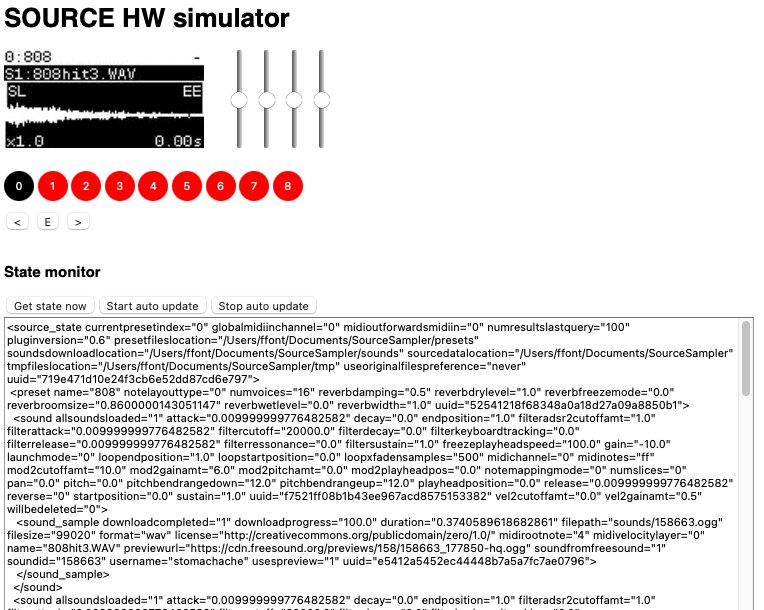 SOURCE HW simulator
0:808 -
S1:808hit3.WAV
SL EE
x1.0 0.00s
0 1 2 3 4 5 6 7 8
< E >
State monitor
Get state now Start auto update Stop auto update
<source_state currentpresetindex="0" globalmidiinchannel="0" midioutforwardsmidiin="0" numresultslastquery="100"
pluginversion="0.6" presetfileslocation="/Users/ffont/Documents/SourceSampler/presets"
soundsdownloadlocation="/Users/ffont/Documents/SourceSampler/sounds" sourcedatalocation="/Users/ffont/Documents/SourceSampler"
tmpfileslocation="/Users/ffont/Documents/SourceSampler/tmp" useoriginalfilespreference="never"
uuid="719e471d10e24f3cb6e52dd87cd6e797">
<preset name="808" notelayouttype="0" numvoices="16" reverbdamping="0.5" reverbdrylevel="1.0" reverbfreezemode="0.0"
reverbroomsize="0.8600000143051147" reverbwetlevel="0.0" reverbwidth="1.0" uuid="52541218f68348a0a18d27a09a8850b1">
<sound allsoundsloaded="1" attack="0.009999999776482582" decay="0.0" endposition="1.0" filteradsr2cutoffamt="1.0"
filterattack="0.009999999776482582" filtercutoff="20000.0" filterdecay="0.0" filterkeyboardtracking="0.0"
filterrelease="0.009999999776482582" filterressonance="0.0" filtersustain="1.0" freezeplayheadspeed="100.0" gain="-10.0"
launchmode="0" loopendposition="1.0" loopstartposition="0.0" loopxfadensamples="500" midichannel="0" midinotes="ff"
mod2cutoffamt="10.0" mod2gainamt="6.0" mod2pitchamt="0.0" mod2playheadpos="0.0" notemappingmode="0" numslices="0"
pan="0.0" pitch="0.0" pitchbendrangedown="12.0" pitchbendrangeup="12.0" playheadposition="0.0" release="0.009999999776482582"
reverse="0" startposition="0.0" sustain="1.0" uuid="f7521ff08b1b43ee967acd8575153382" vel2cutoffamt="0.0" vel2gainamt="0.5"
willbedeleted="0">
<sound_sample downloadcompleted="1" downloadprogress="100.0" duration="0.3740589618682861" filepath="sounds/158663.ogg"
filesize="99020" format="wav" license="http://creativecommons.org/publicdomain/zero/1.0/" midirootnote="4" midivelocitylayer="0"
name="808hit3.WAV" previewurl="https://cdn.freesound.org/previews/158/158663_177850-hq.ogg" soundfromfreesound="1"
soundid="158663" username="stomachache" usespreview="1" uuid="e5412a5452ec44448b7a5a7fc7ae0796">
</sound_sample>
</sound>
<sound allsoundsloaded="1" attack="0.009999999776482582" decay="0.0" endposition="1.0" filteradsr2cutoffamt="1.0"